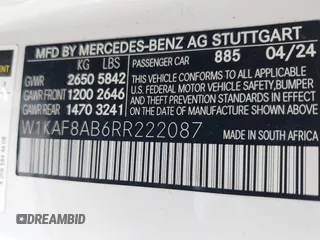 MFD BY MERCEDES-BENZ AG STUTTGART
KG LBS PASSENGER CAR 885 04/24
GVWR 2650 5842
GAWR FRONT 1200 2646
GAWR REAR 1470 3241
THIS VEHICLE CONFORMS TO ALL APPLICABLE
U.S. FEDERAL MOTOR VEHICLE SAFETY, BUMPER
AND THEFT PREVENTION STANDARDS IN EFFECT
ON THE DATE OF MANUFACTURE SHOWN ABOVE
W1KAF8AB6RR222087
MADE IN SOUTH AFRICA
DREAMBID